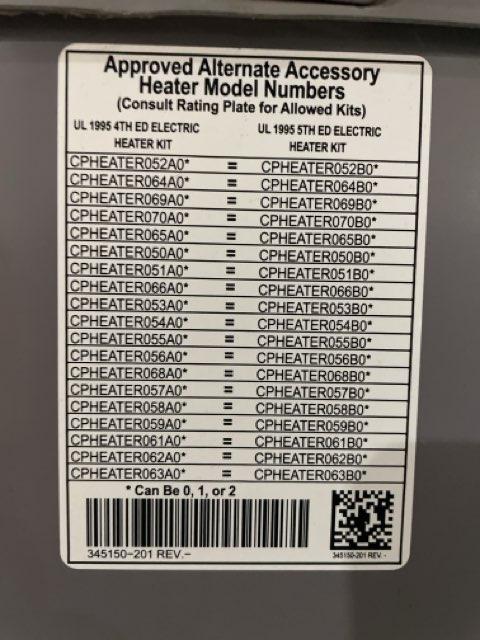 Approved Alternate Accessory
Heater Model Numbers
(Consult Rating Plate for Allowed Kits)
UL 1995 4TH ED ELECTRIC UL 1995 5TH ED ELECTRIC
HEATER KIT HEATER KIT
CPHEATER052A0* = CPHEATER052B0*
CPHEATER064A0* = CPHEATER064B0*
CPHEATER069A0* = CPHEATER069B0*
CPHEATER070A0* = CPHEATER070B0*
CPHEATER065A0* = CPHEATER065B0*
CPHEATER050A0* = CPHEATER050B0*
CPHEATER051A0* = CPHEATER051B0*
CPHEATER066A0* = CPHEATER066B0*
CPHEATER053A0* = CPHEATER053B0*
CPHEATER054A0* = CPHEATER054B0*
CPHEATER055A0* = CPHEATER055B0*
CPHEATER056A0* = CPHEATER056B0*
CPHEATER068A0* = CPHEATER068B0*
CPHEATER057A0* = CPHEATER057B0*
CPHEATER058A0* = CPHEATER058B0*
CPHEATER059A0* = CPHEATER059B0*
CPHEATER061A0* = CPHEATER061B0*
CPHEATER062A0* = CPHEATER062B0*
CPHEATER063A0* = CPHEATER063B0*
* Can Be 0, 1, or 2
345150-201 REV.- 345150-201 REV. -